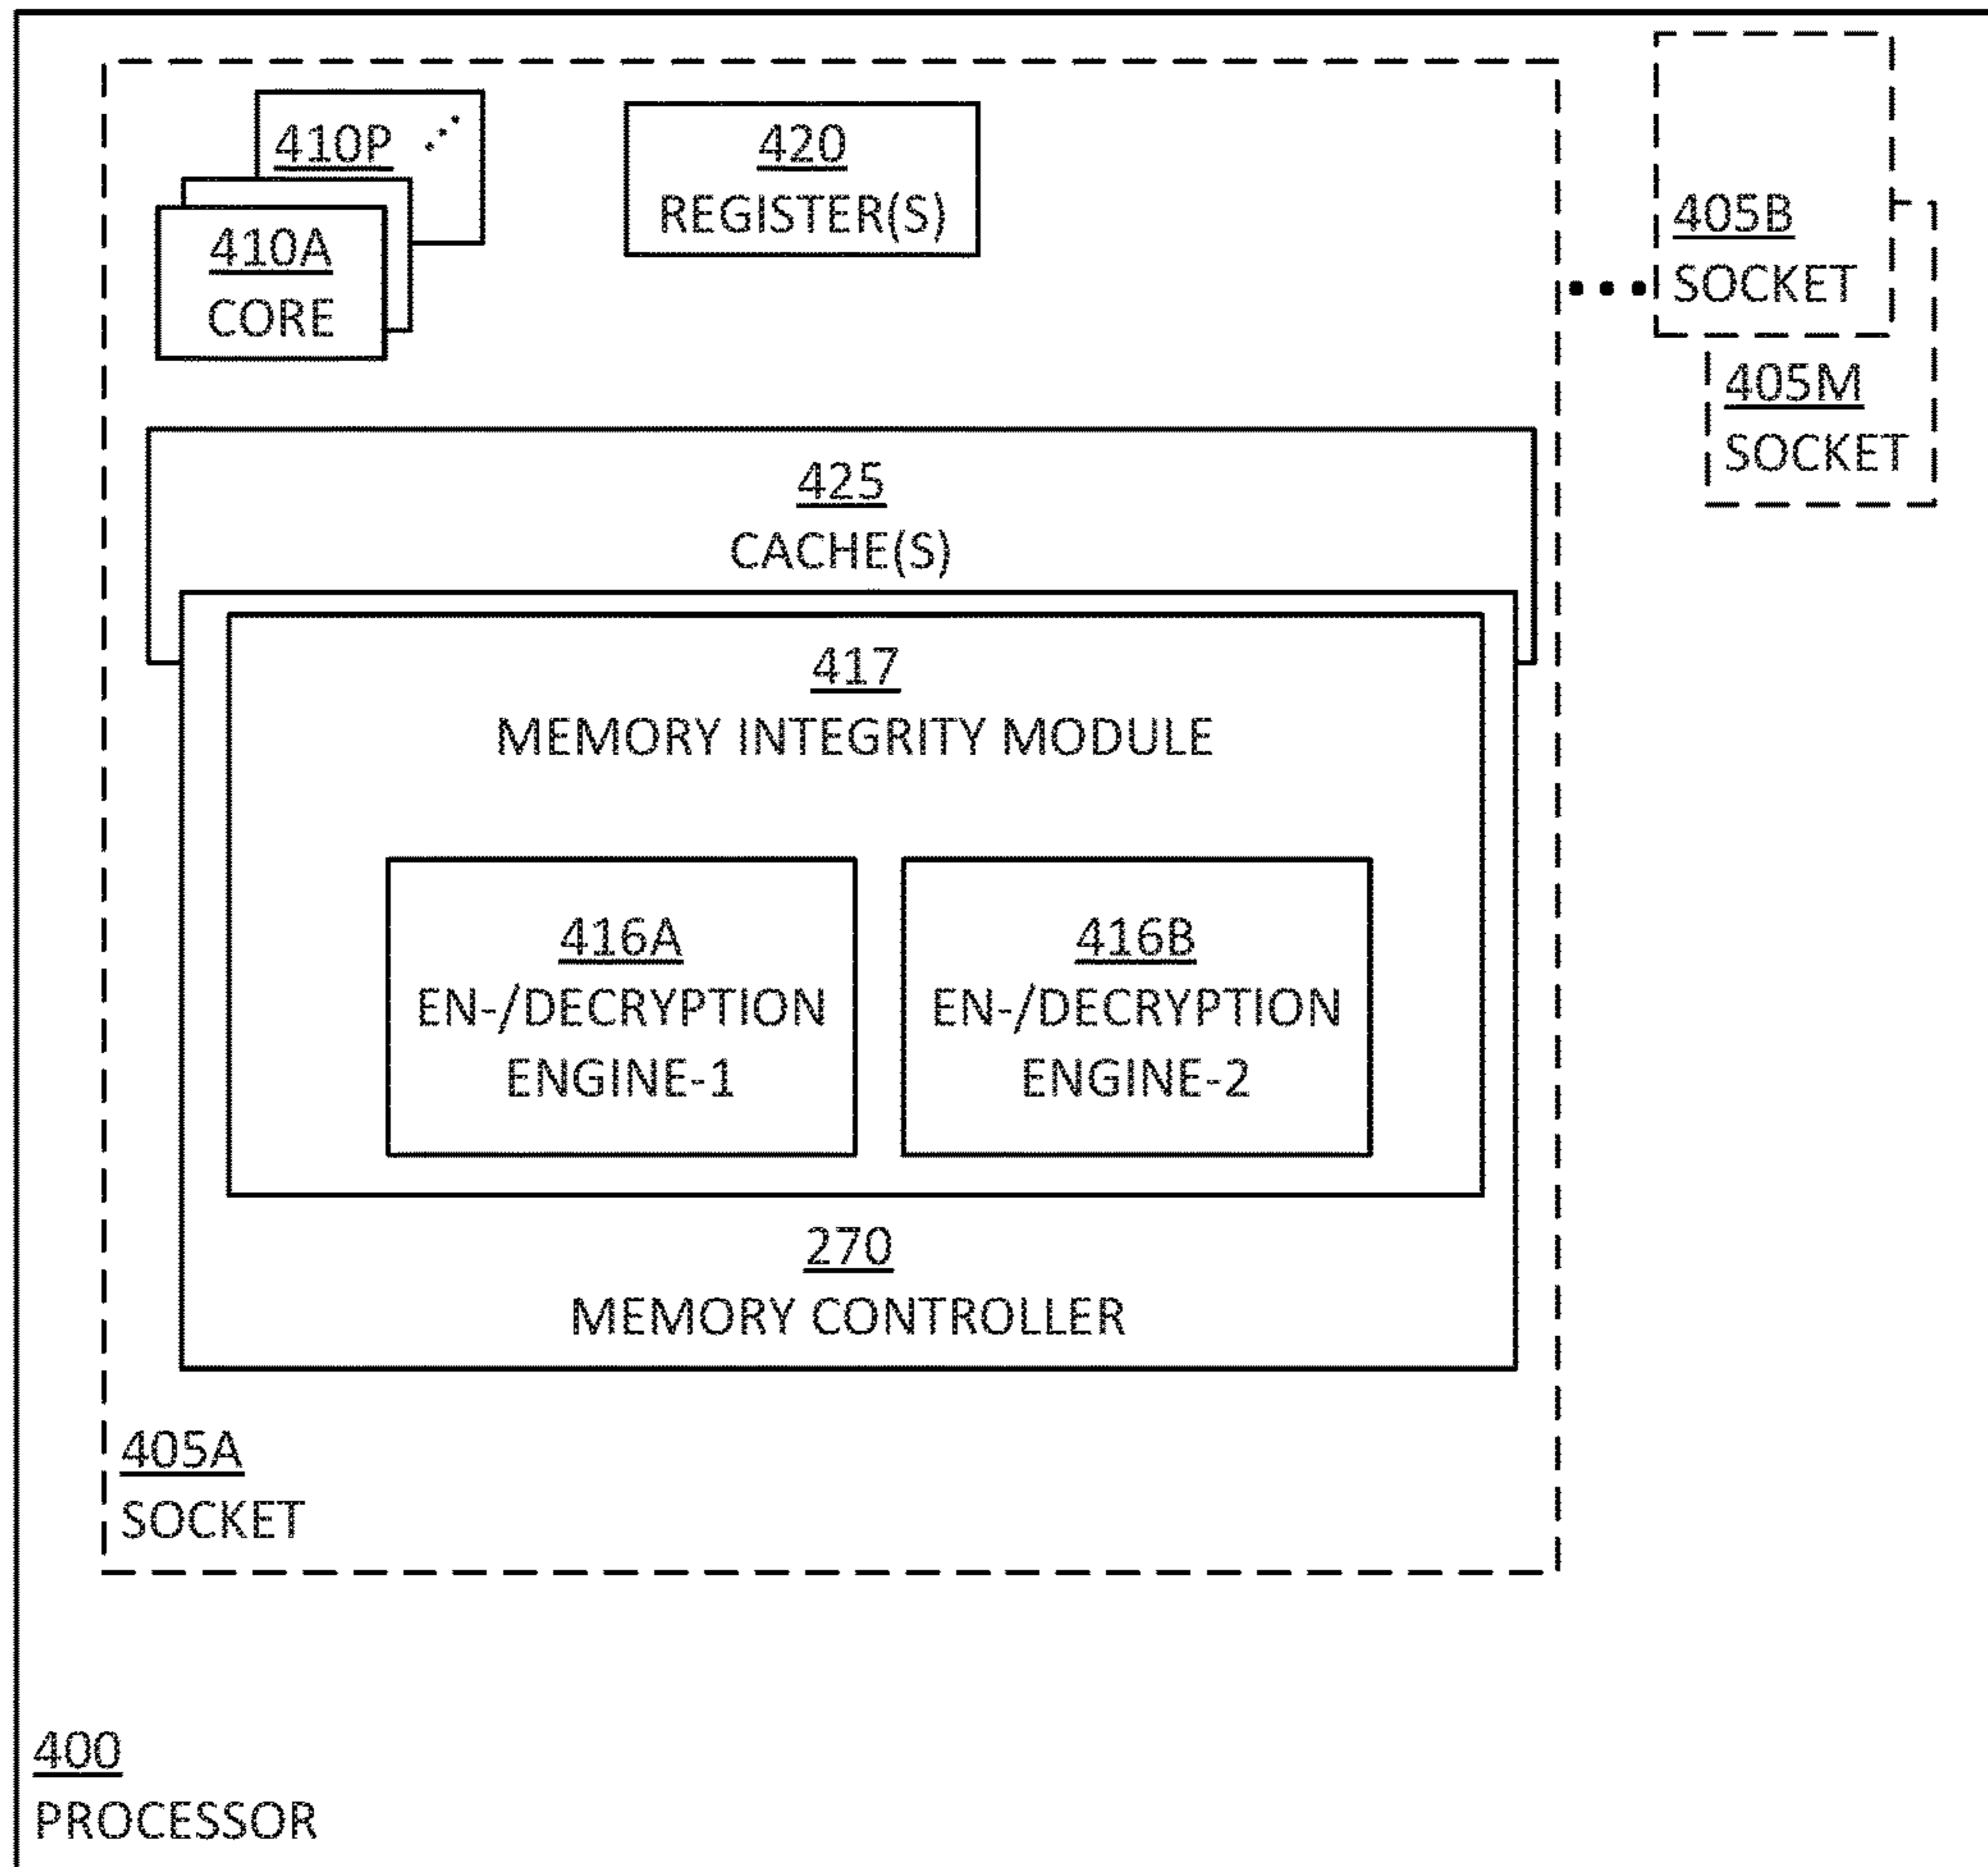 410P
410A
CORE
420
REGISTER(S)
405B
SOCKET
405M
SOCKET
425
CACHE(S)
417
MEMORY INTEGRITY MODULE
416A
EN-/DECRYPTION
ENGINE-1
416B
EN-/DECRYPTION
ENGINE-2
270
MEMORY CONTROLLER
405A
SOCKET
400
PROCESSOR